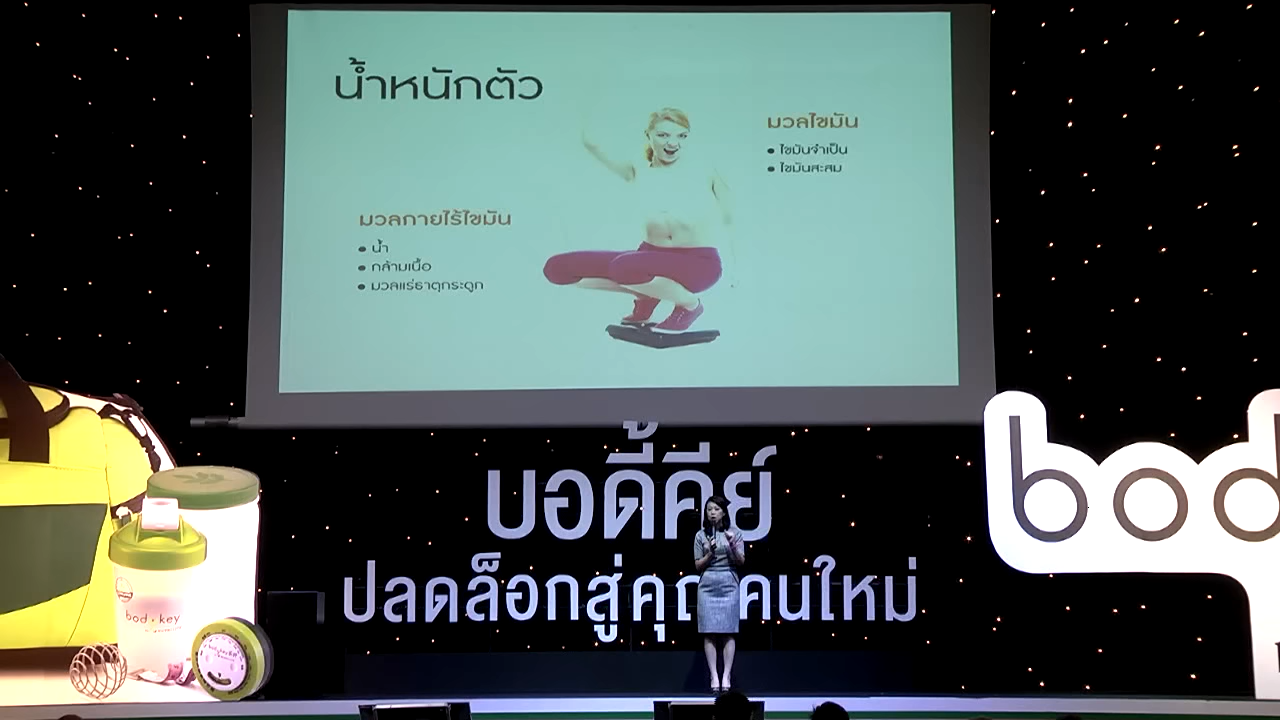 น้ำหนักตัว
มวลไขมัน
• ไขมันจำเป็น
• ไขมันสะสม
มวลกายไร้ไขมัน
• น้ำ
• กล้ามเนื้อ
• มวลแร่ธาตุกระดูก
บอดี้คีย์
ปลดล็อกสู่คุณคนใหม่
bod
bod•key